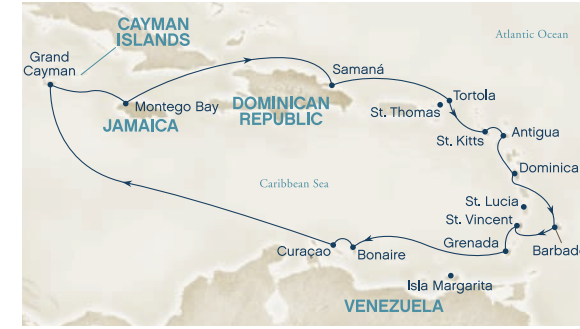 CAYMAN
ISLANDS
Atlantic Ocean
Grand
Cayman
Samaná
Tortola
Montego Bay
JAMAICA
DOMINICAN
REPUBLIC
St. Thomas
St. Kitts
Antigua
Dominica
Caribbean Sea
St. Lucia
St. Vincent
Grenada
Barbad
Curaçao
Bonaire
Isla Margarita
VENEZUELA